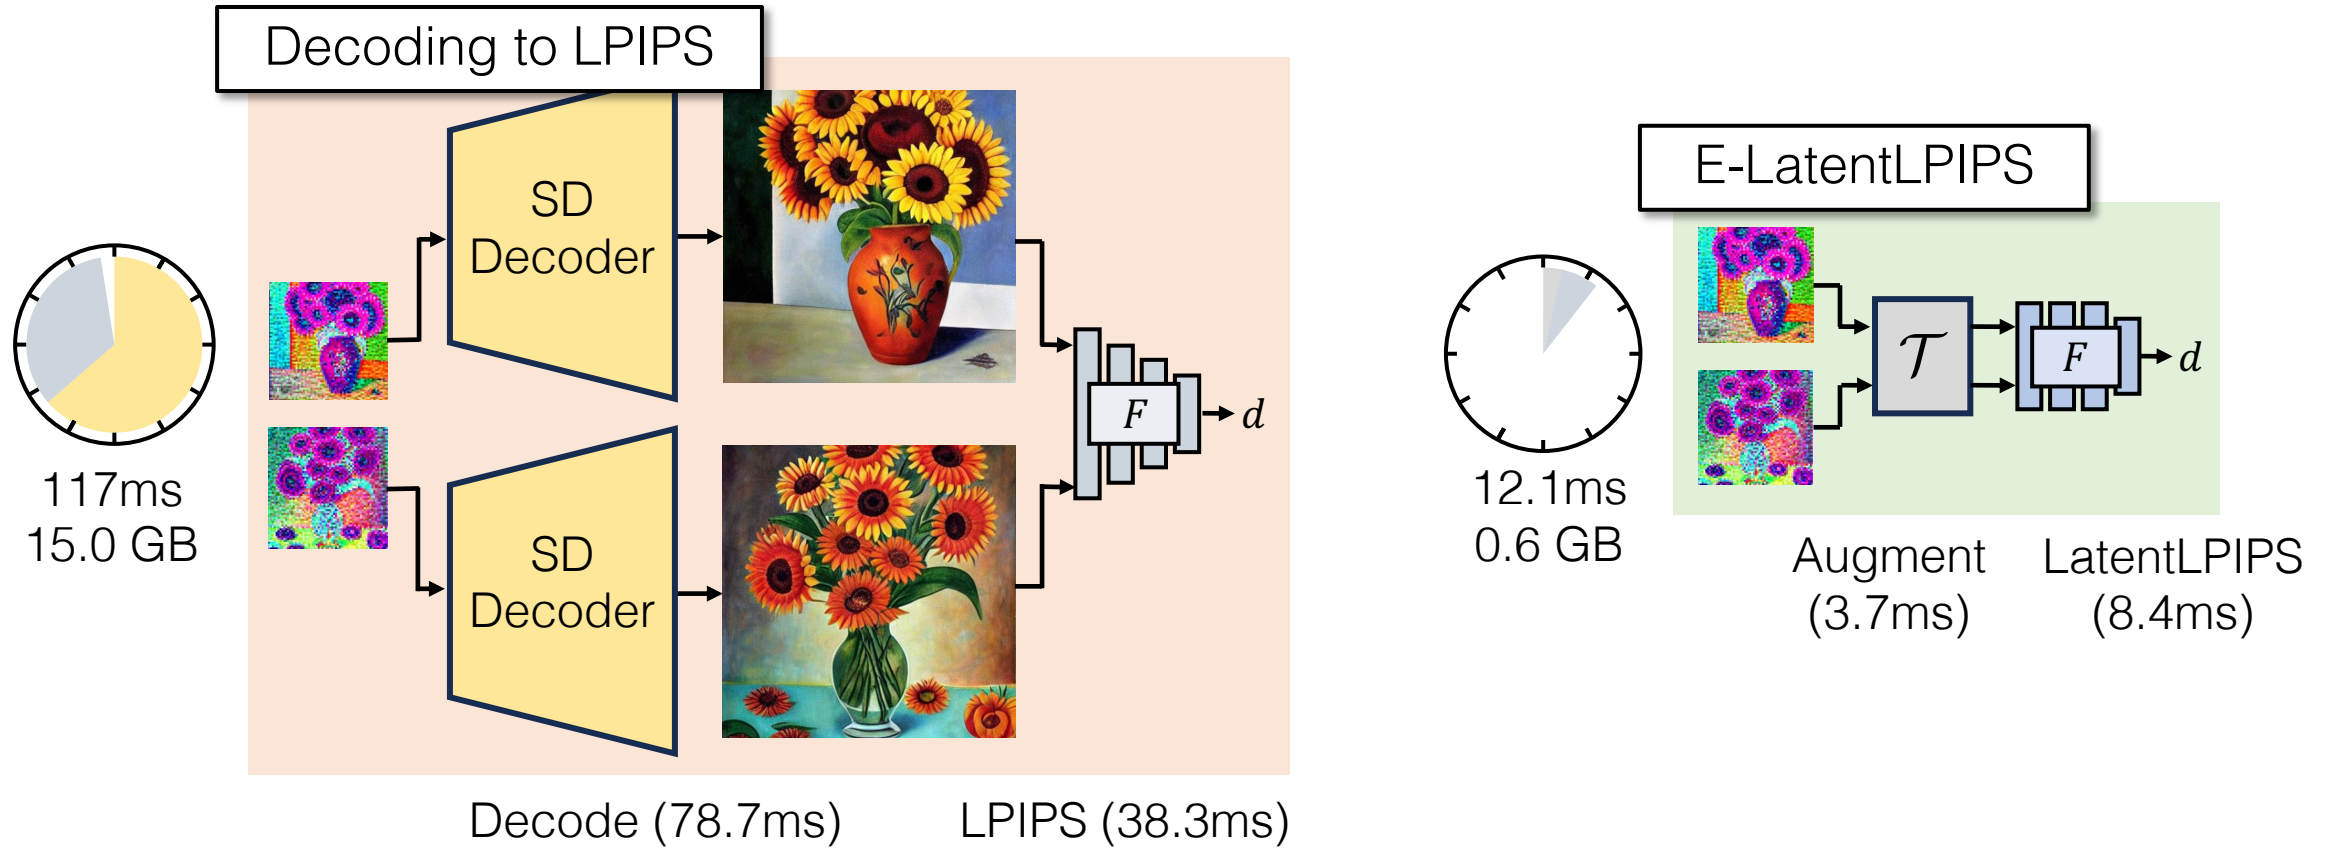 Decoding to LPIPS
SD
Decoder
SD
Decoder
F
d
117ms
15.0 GB
Decode (78.7ms)
LPIPS (38.3ms)
E-LatentLPIPS
𝒯
F
d
12.1ms
0.6 GB
Augment
(3.7ms)
LatentLPIPS
(8.4ms)